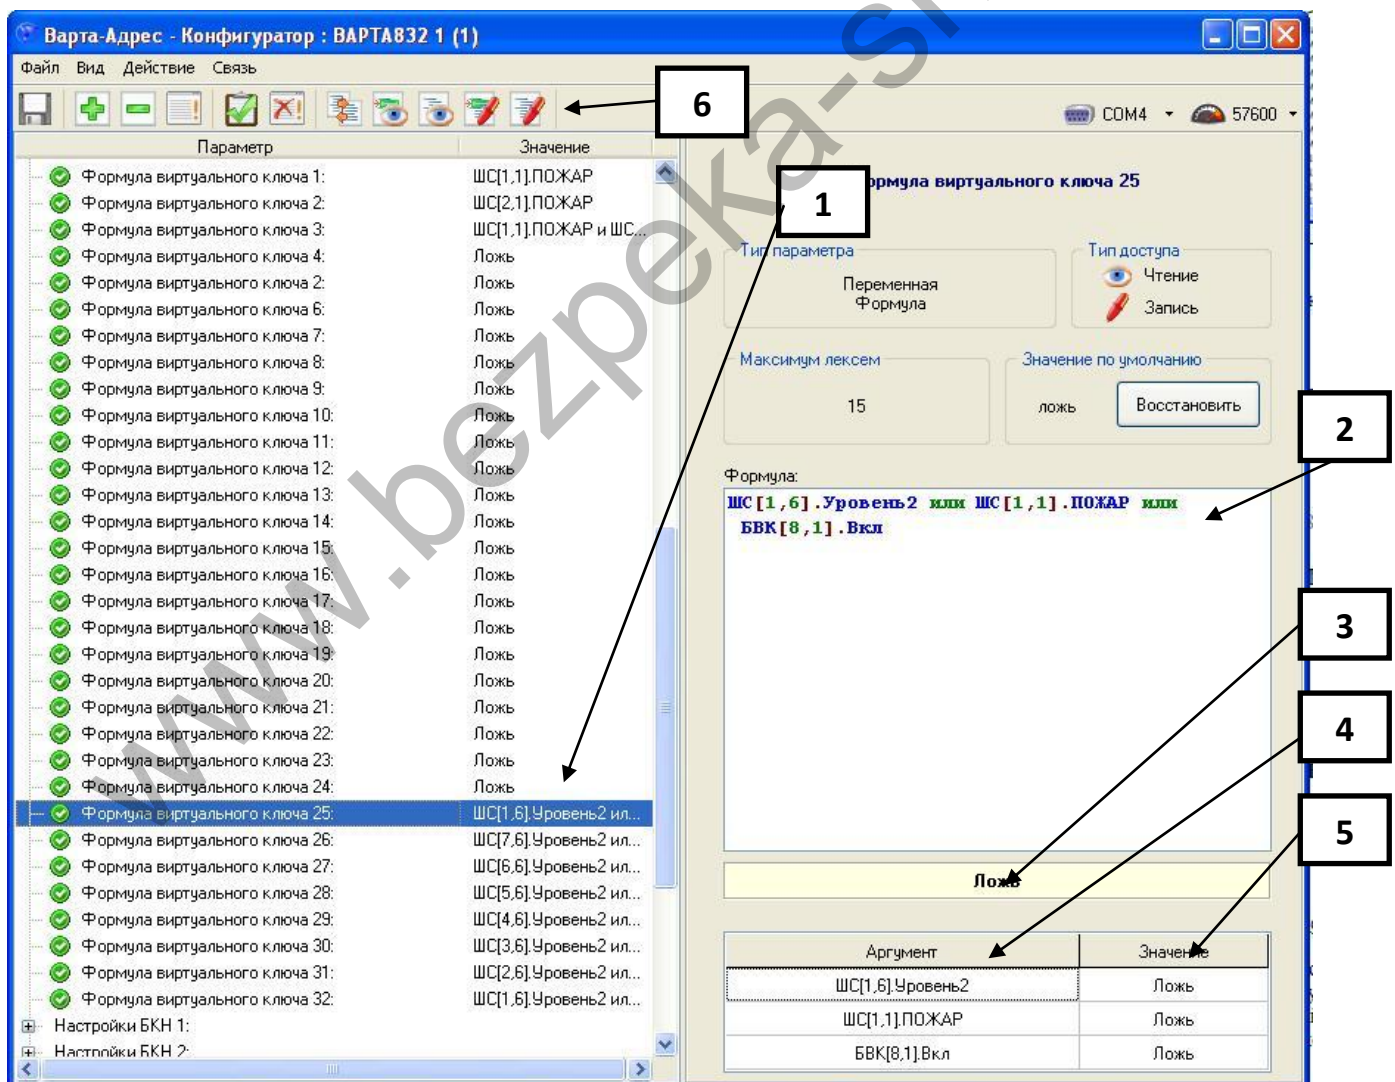 Варта-Адрес - Конфигуратор : ВАРТА832 1 (1)
Файл Вид Действие Связь
6
COM4 57600
Параметр Значение
Формула виртуального ключа 1: ШС[1,1].ПОЖАР
Формула виртуального ключа 2: ШС[2,1].ПОЖАР
Формула виртуального ключа 3: ШС[1,1].ПОЖАР и ШС...
Формула виртуального ключа 4: Ложь
Формула виртуального ключа 2: Ложь
Формула виртуального ключа 6: Ложь
Формула виртуального ключа 7: Ложь
Формула виртуального ключа 8: Ложь
Формула виртуального ключа 9: Ложь
Формула виртуального ключа 10: Ложь
Формула виртуального ключа 11: Ложь
Формула виртуального ключа 12: Ложь
Формула виртуального ключа 13: Ложь
Формула виртуального ключа 14: Ложь
Формула виртуального ключа 15: Ложь
Формула виртуального ключа 16: Ложь
Формула виртуального ключа 17: Ложь
Формула виртуального ключа 18: Ложь
Формула виртуального ключа 19: Ложь
Формула виртуального ключа 20: Ложь
Формула виртуального ключа 21: Ложь
Формула виртуального ключа 22: Ложь
Формула виртуального ключа 23: Ложь
Формула виртуального ключа 24: Ложь
Формула виртуального ключа 25: ШС[1,6].Уровень2 ил...
Формула виртуального ключа 26: ШС[7,6].Уровень2 ил...
Формула виртуального ключа 27: ШС[6,6].Уровень2 ил...
Формула виртуального ключа 28: ШС[5,6].Уровень2 ил...
Формула виртуального ключа 29: ШС[4,6].Уровень2 ил...
Формула виртуального ключа 30: ШС[3,6].Уровень2 ил...
Формула виртуального ключа 31: ШС[2,6].Уровень2 ил...
Формула виртуального ключа 32: ШС[1,6].Уровень2 ил...
Настройки БКН 1:
Настройки БКН 2:
1
ормула виртуального ключа 25
Тип параметра
Переменная
Формула
Тип доступа
Чтение
Запись
Максимум лексем
15
Значение по умолчанию
ложь Восстановить
2
Формула:
ШС[1,6].Уровень2 или ШС[1,1].ПОЖАР или
БВК[8,1].Вкл
3
4
5
Ложь
Аргумент Значение
ШС[1,6].Уровень2 Ложь
ШС[1,1].ПОЖАР Ложь
БВК[8,1].Вкл Ложь